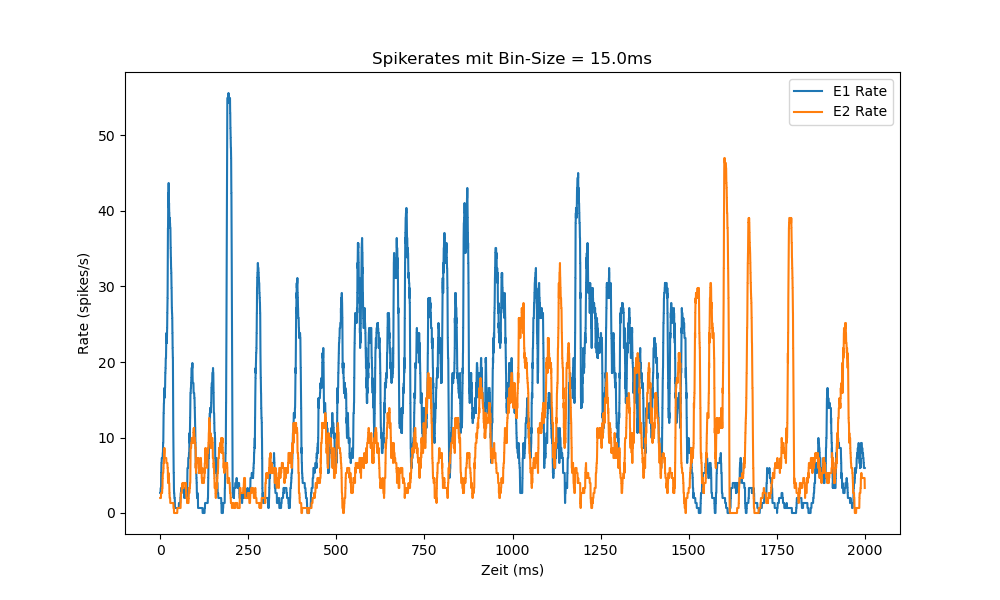 Spikerates mit Bin-Size = 15.0ms
E1 Rate
E2 Rate
Rate (spikes/s)
50
40
30
20
10
0
0 250 500 750 1000 1250 1500 1750 2000
Zeit (ms)